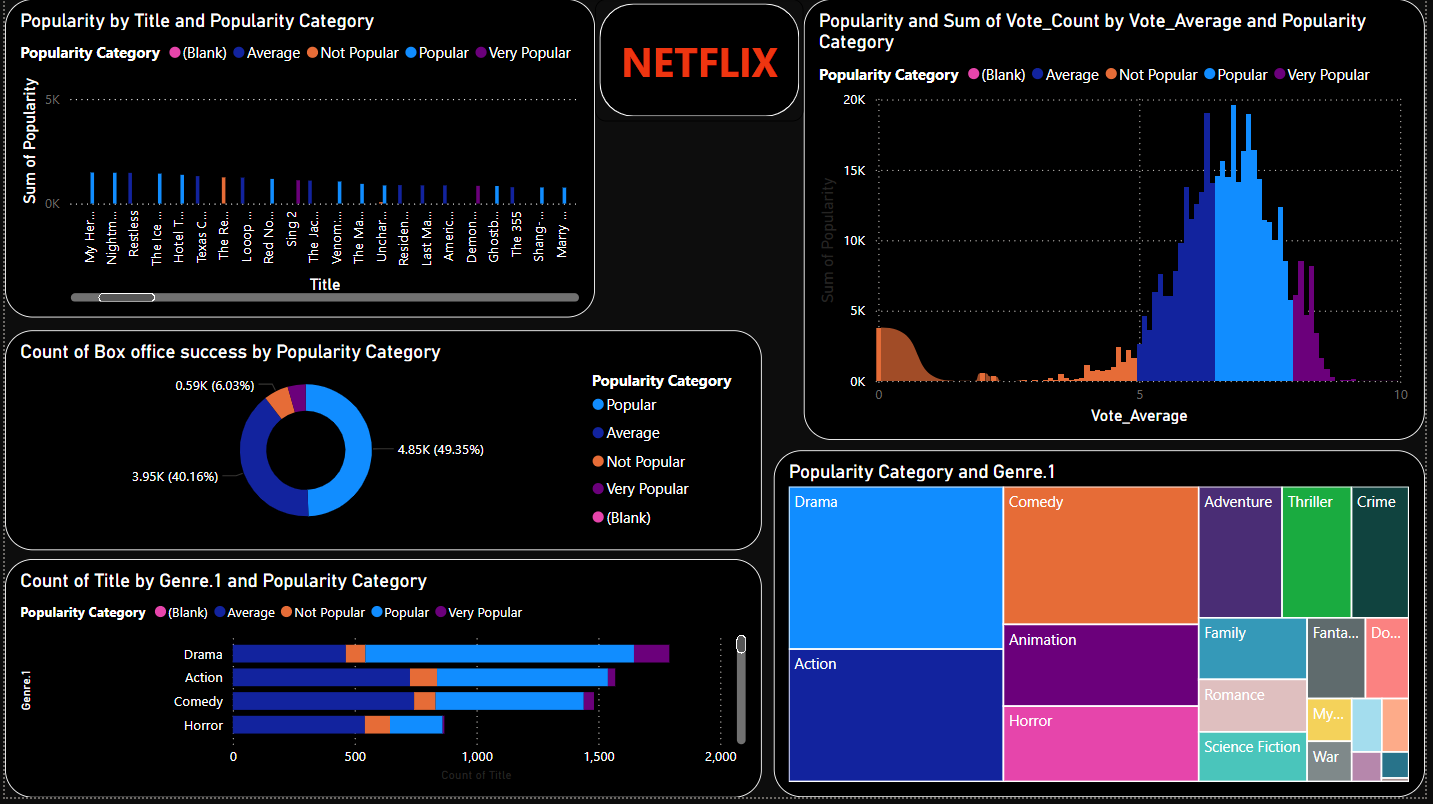 Popularity by Title and Popularity Category
Popularity Category (Blank) Average Not Popular Popular Very Popular
Sum of Popularity
5K
0K
My Her...
Nightm...
Restless
The Ice ...
Hotel T...
Texas C...
The Re...
Looop ...
Red No...
Sing 2
The Jac...
Venom:...
The Ma...
Unchar...
Residen...
Last Ma...
Americ...
Demon...
Ghostb...
The 355
Shang-...
Marry ...
Title
NETFLIX
Popularity and Sum of Vote_Count by Vote_Average and Popularity
Category
Popularity Category (Blank) Average Not Popular Popular Very Popular
Sum of Popularity
20K
15K
10K
5K
0K
0
5
10
Vote_Average
Count of Box office success by Popularity Category
0.59K (6.03%)
4.85K (49.35%)
3.95K (40.16%)
Popularity Category
Popular
Average
Not Popular
Very Popular
(Blank)
Count of Title by Genre.1 and Popularity Category
Popularity Category (Blank) Average Not Popular Popular Very Popular
Genre.1
Drama
Action
Comedy
Horror
0
500
1,000
1,500
2,000
Count of Title
Popularity Category and Genre.1
Drama
Action
Comedy
Animation
Horror
Adventure
Thriller
Crime
Family
Romance
Science Fiction
Fanta...
Do...
My...
War